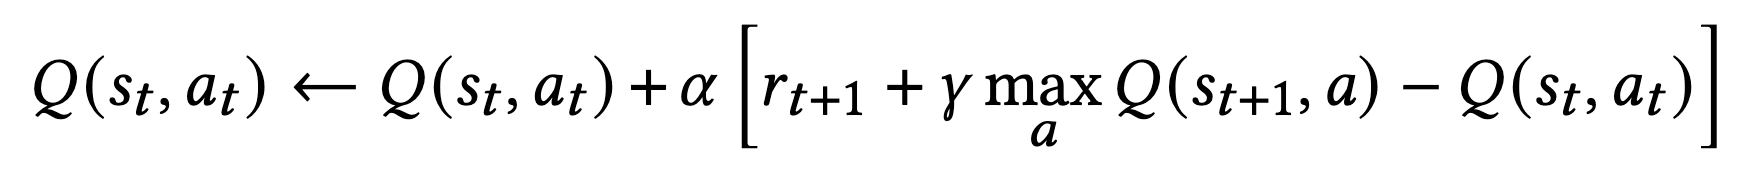 Q(s_t, a_t) ← Q(s_t, a_t) + α [ r_{t+1} + γ max_a Q(s_{t+1}, a) − Q(s_t, a_t) ]